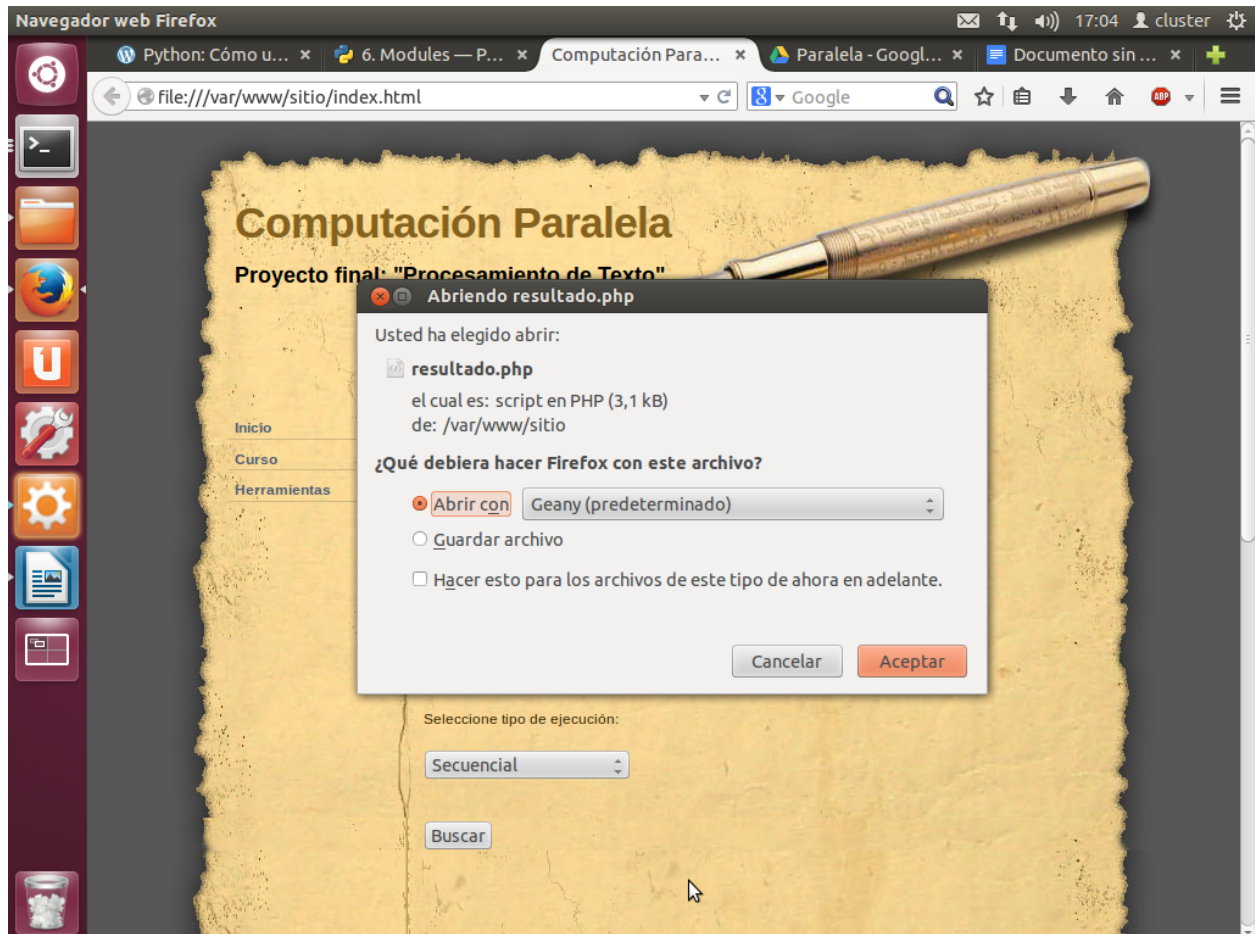 Navegador web Firefox
17:04 cluster
Python: Cómo u... × 6. Modules — P... × Computación Para... × Paralela - Googl... × Documento sin ... ×
file:///var/www/sitio/index.html
8 Google
ABP
Computación Paralela
Proyecto final: "Procesamiento de Texto"
Abriendo resultado.php
Usted ha elegido abrir:
resultado.php
el cual es: script en PHP (3,1 kB)
de: /var/www/sitio
Inicio
Curso
Herramientas
¿Qué debiera hacer Firefox con este archivo?
Abrir con Geany (predeterminado)
Guardar archivo
Hacer esto para los archivos de este tipo de ahora en adelante.
Cancelar Aceptar
Seleccione tipo de ejecución:
Secuencial
Buscar